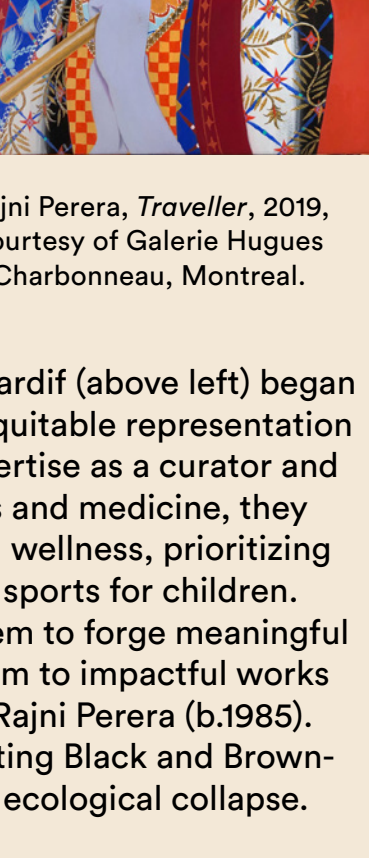 jni Perera, Traveller, 2019,
ourtesy of Galerie Hugues
Charbonneau, Montreal.
ardif (above left) began
quitable representation
ertise as a curator and
s and medicine, they
wellness, prioritizing
sports for children.
em to forge meaningful
m to impactful works
Rajni Perera (b.1985).
ting Black and Brown-
ecological collapse.